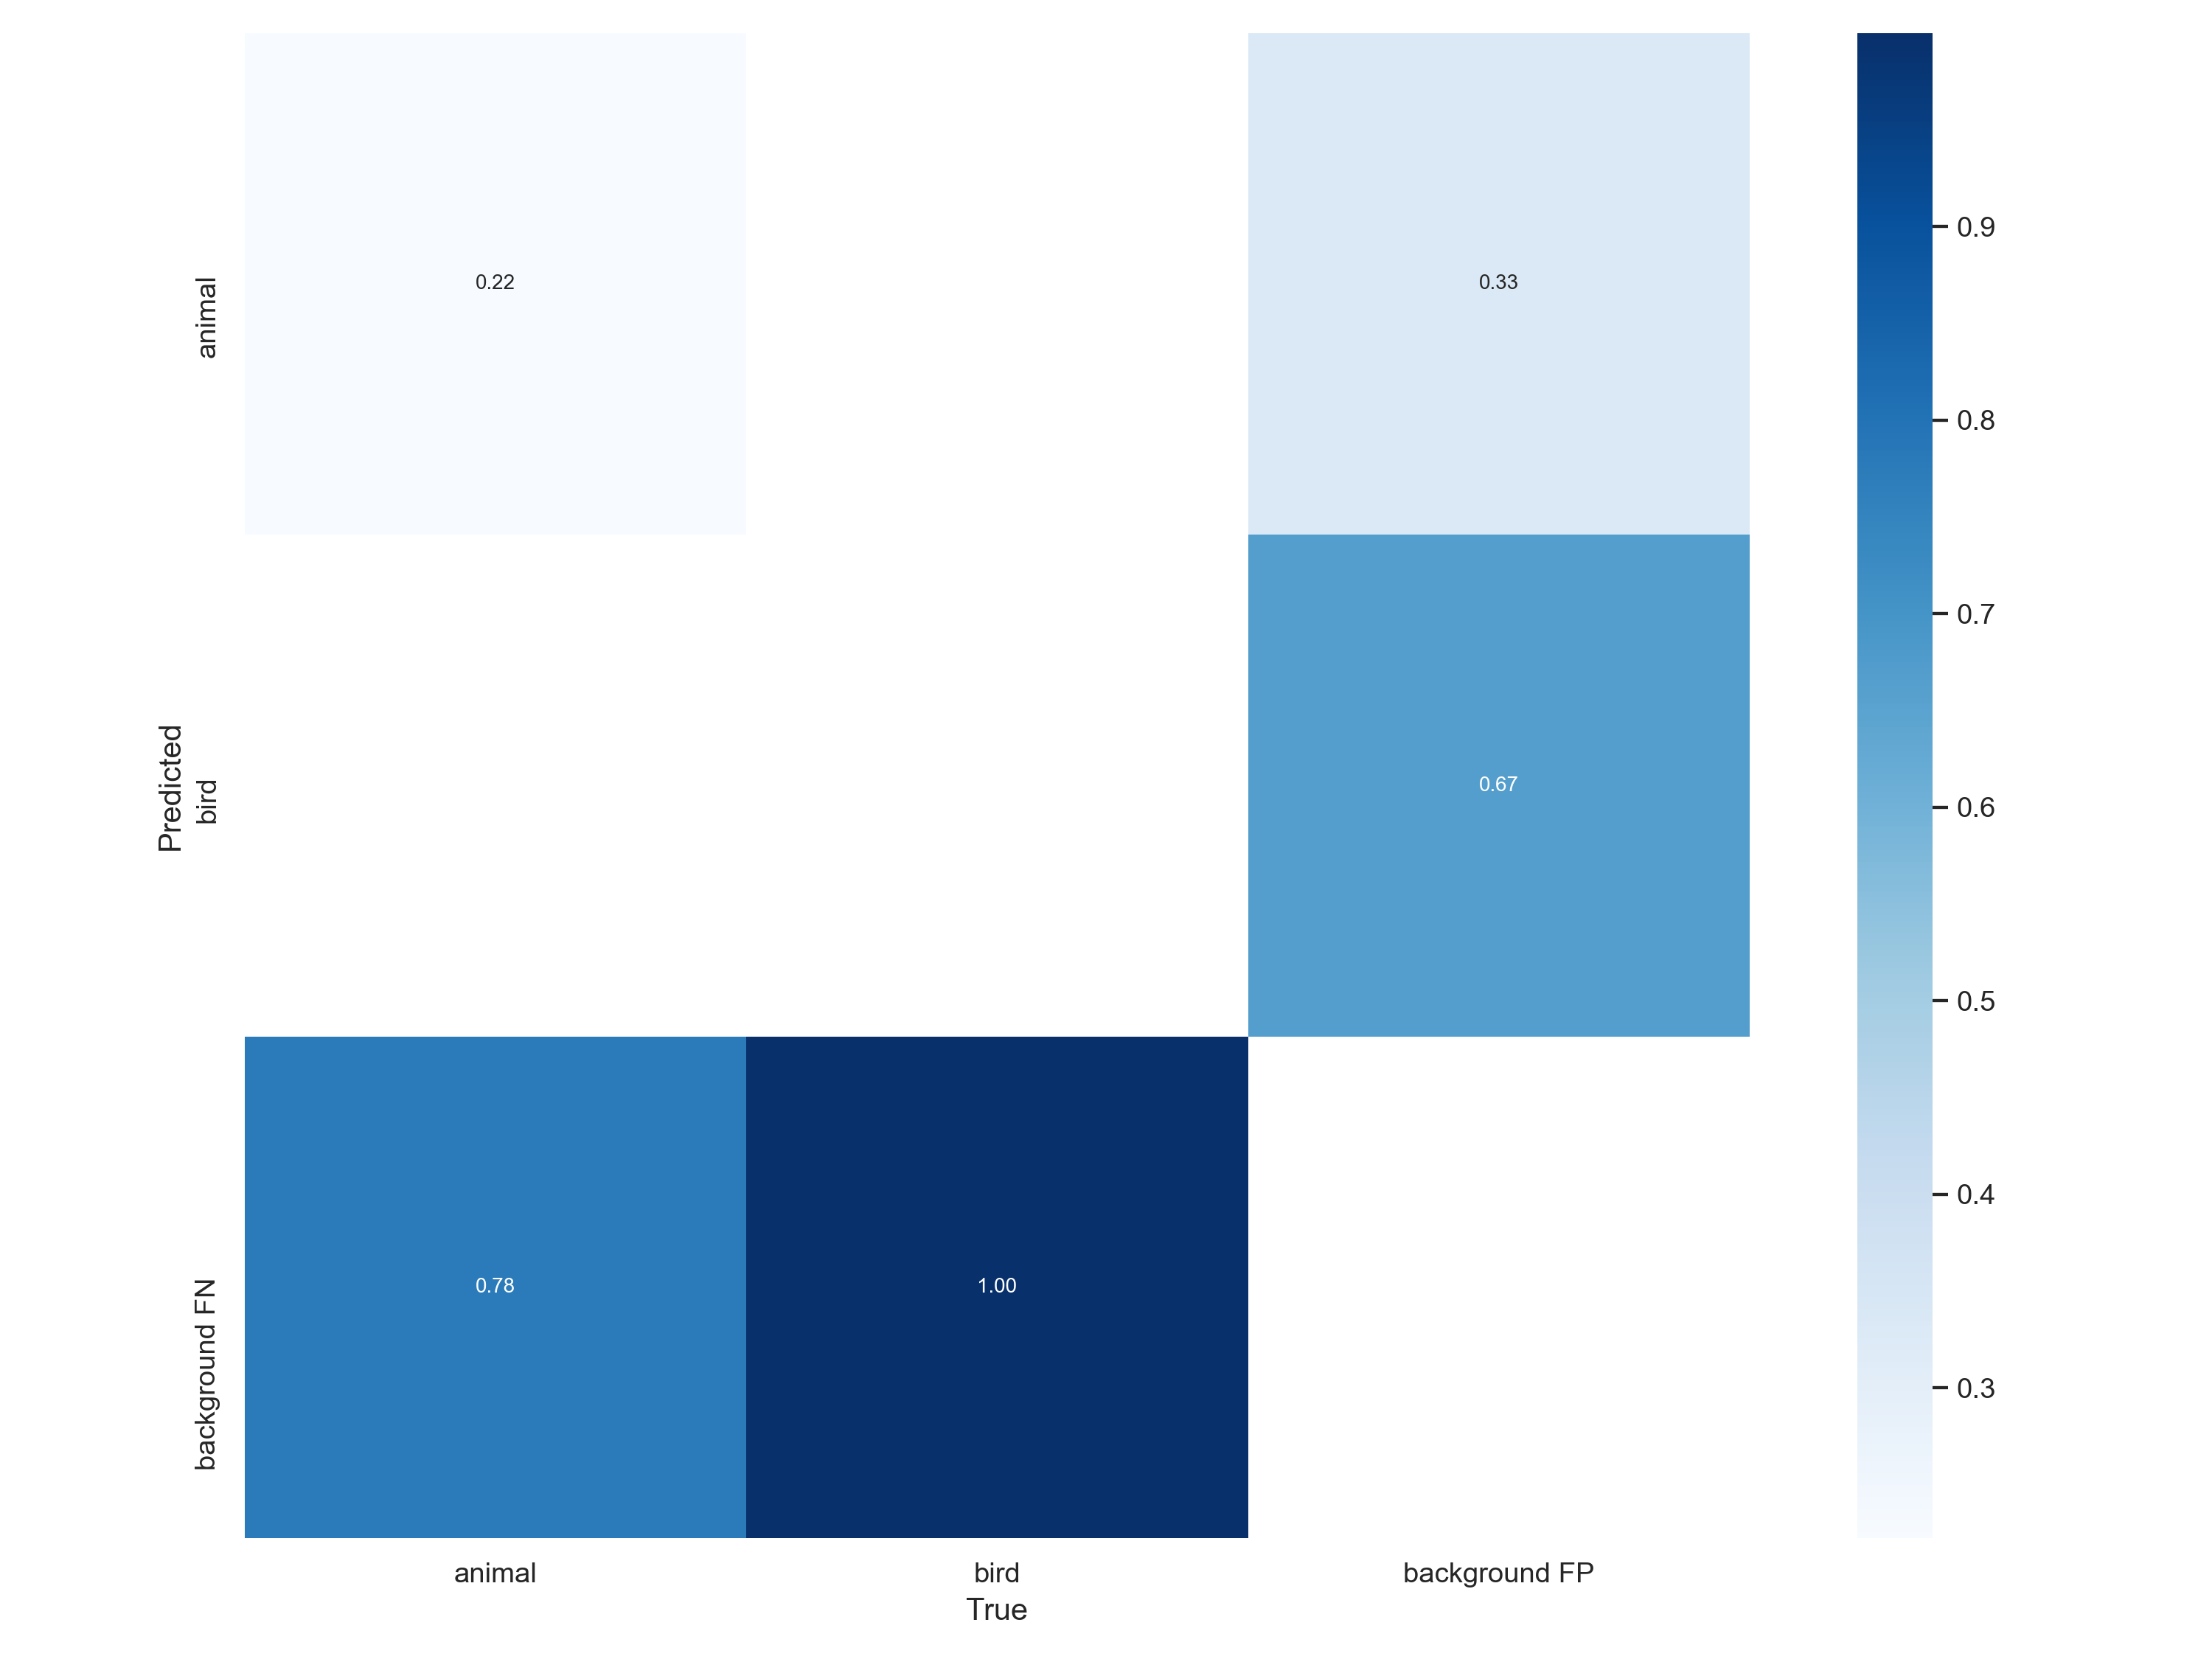 0.22
0.33
0.67
0.78
1.00
animal
bird
background FN
Predicted
animal
bird
background FP
True
0.9
0.8
0.7
0.6
0.5
0.4
0.3